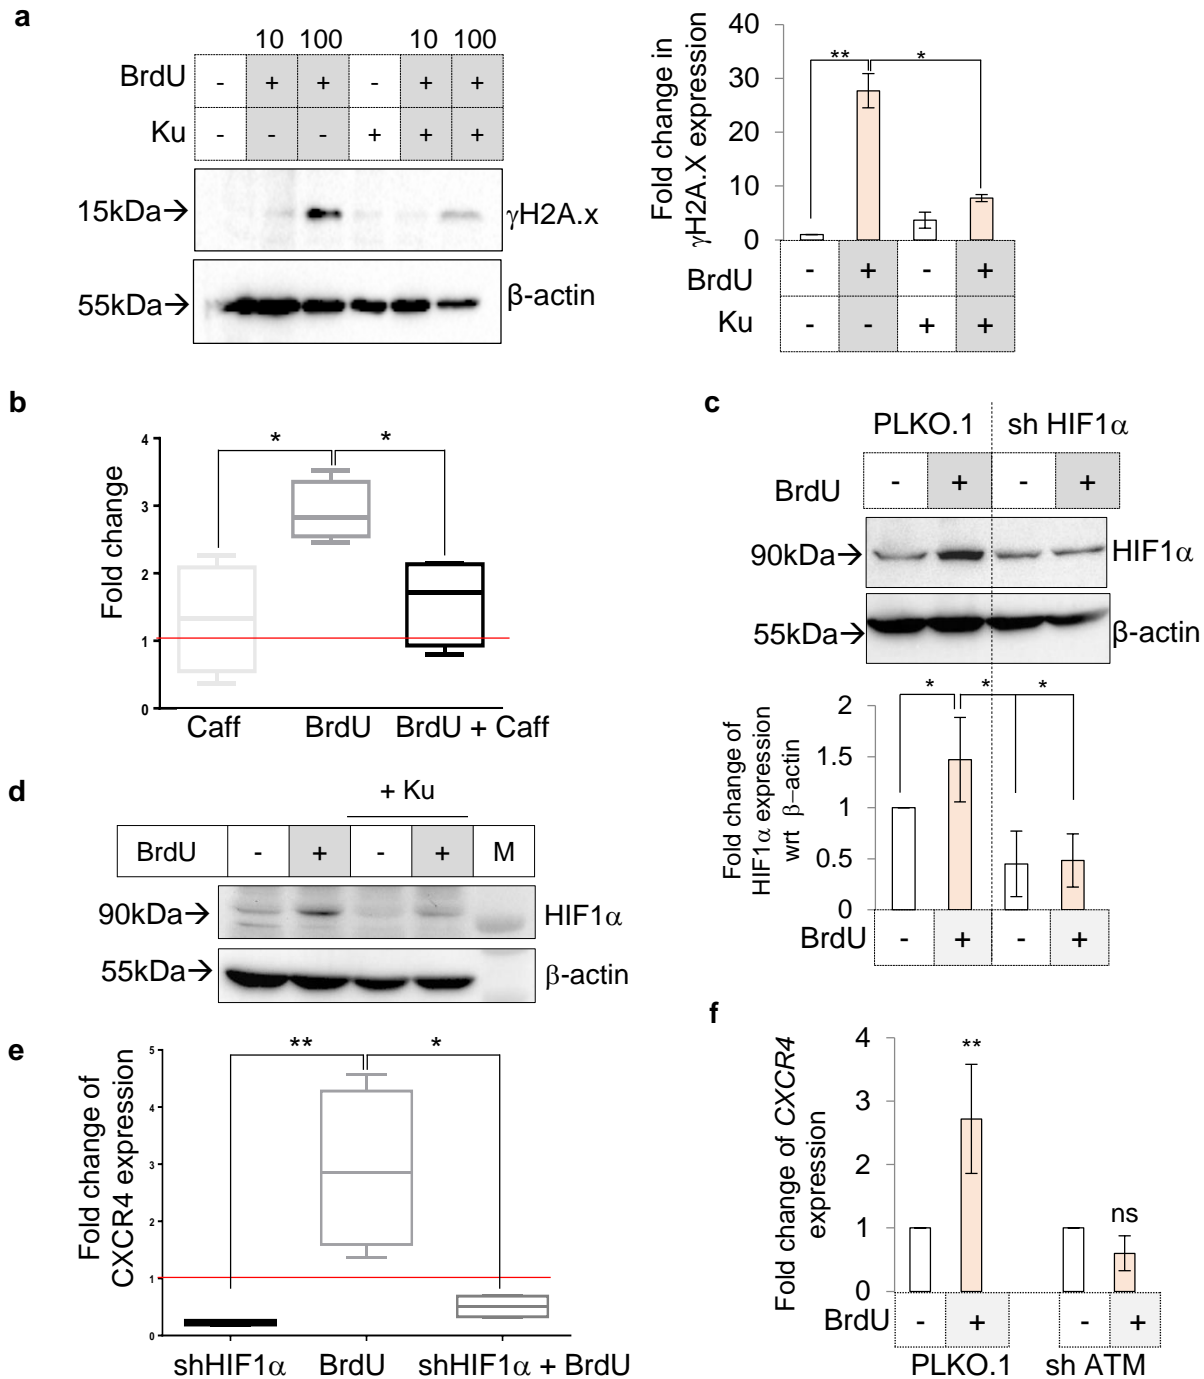 a
10 100 10 100
BrdU - + + - + +
Ku - - - + + +
15kDa→ γH2A.x
55kDa→ β-actin
Fold change in
γH2A.X expression
40
30
20
10
0
** *
BrdU - + - +
Ku - - + +
b
Fold change
4
3
2
1
0
* *
Caff BrdU BrdU + Caff
c
PLKO.1 sh HIF1α
BrdU - + - +
90kDa→ HIF1α
55kDa→ β-actin
Fold change of
HIF1α expression
wrt β-actin
2
1.5
1
0.5
0
* * *
BrdU - + - +
d
+ Ku
BrdU - + - + M
90kDa→ HIF1α
55kDa→ β-actin
e
Fold change of
CXCR4 expression
5
4
3
2
1
0
** *
shHIF1α BrdU shHIF1α + BrdU
f
Fold change of CXCR4
expression
4
3
2
1
0
**
ns
BrdU - + - +
PLKO.1 sh ATM